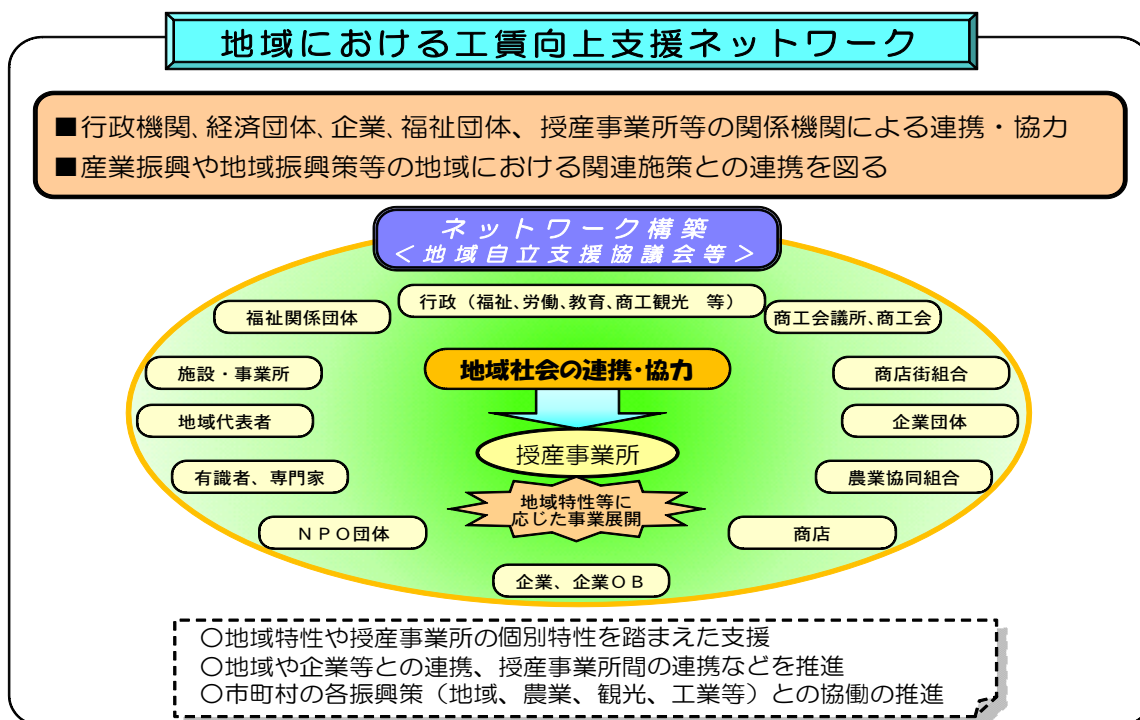 地域における工賃向上支援ネットワーク
■行政機関、経済団体、企業、福祉団体、授産事業所等の関係機関による連携・協力
■産業振興や地域振興策等の地域における関連施策との連携を図る
ネットワーク構築
＜地域自立支援協議会等＞
行政（福祉、労働、教育、商工観光　等）
福祉関係団体
商工会議所、商工会
施設・事業所
地域社会の連携・協力
商店街組合
地域代表者
企業団体
授産事業所
有識者、専門家
農業協同組合
地域特性等に
応じた事業展開
ＮＰＯ団体
商店
企業、企業ＯＢ
○地域特性や授産事業所の個別特性を踏まえた支援
○地域や企業等との連携、授産事業所間の連携などを推進
○市町村の各振興策（地域、農業、観光、工業等）との協働の推進